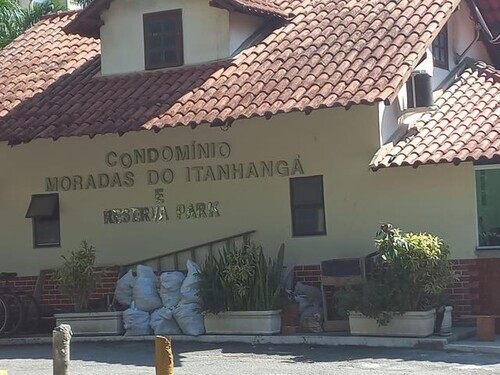 CONDOMÍNIO
MORADAS DO ITANHANGÁ
E
RESERVA PARK